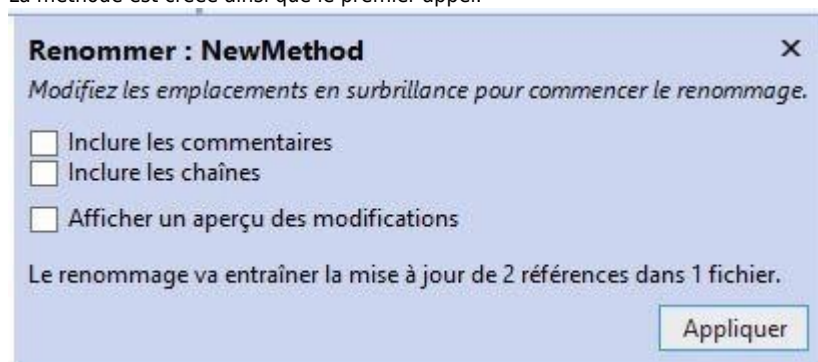 La méthode est créée ainsi que le premier appel.
Renommer : NewMethod
Modifiez les emplacements en surbrillance pour commencer le renommage.
Inclure les commentaires
Inclure les chaînes
Afficher un aperçu des modifications
Le renommage va entraîner la mise à jour de 2 références dans 1 fichier.
Appliquer